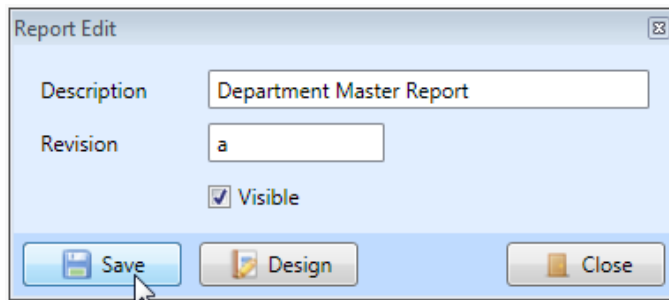 Report Edit
Description Department Master Report
Revision a
Visible
Save Design Close